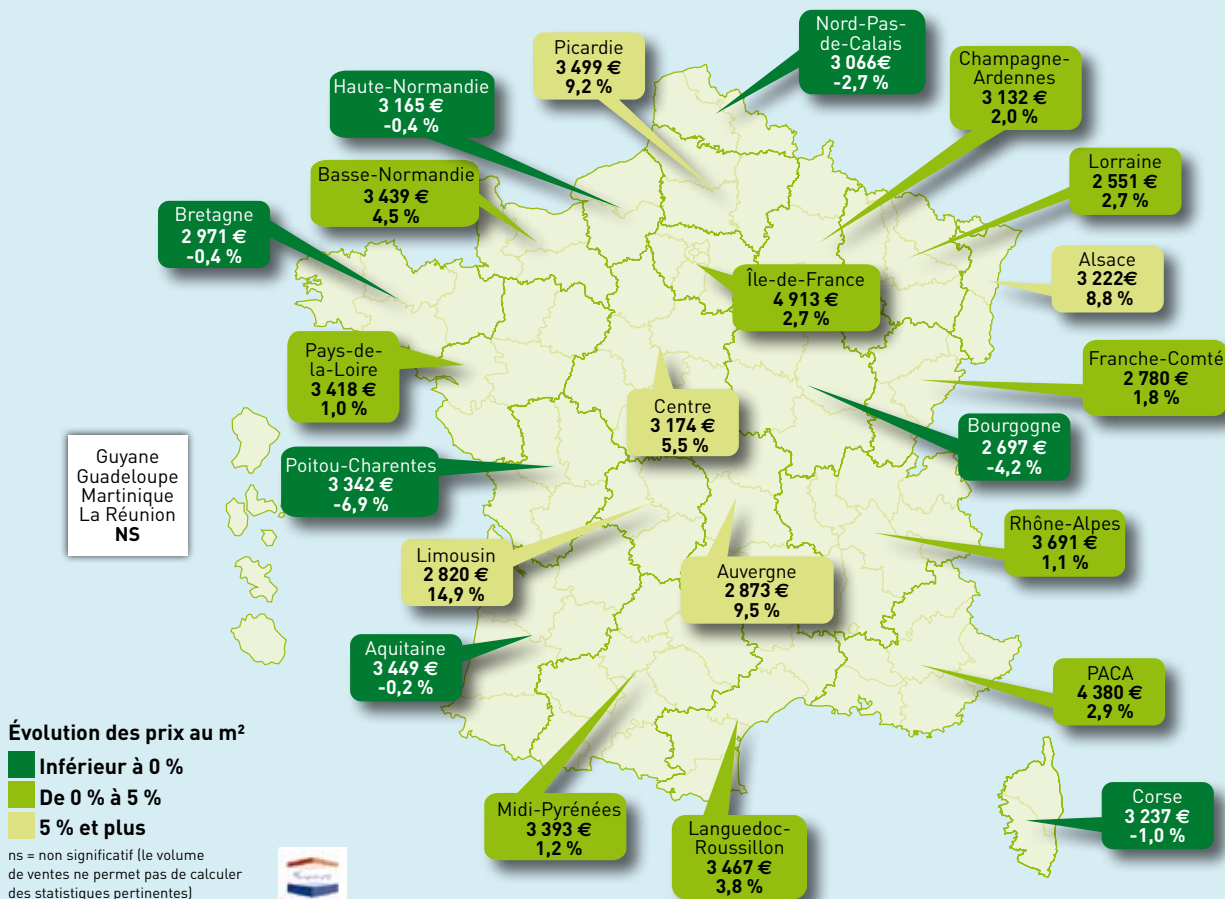 Nord-Pas-
de-Calais
3 066€
-2,7 %
Picardie
3 499 €
9,2 %
Champagne-
Ardennes
3 132 €
2,0 %
Haute-Normandie
3 165 €
-0,4 %
Basse-Normandie
3 439 €
4,5 %
Lorraine
2 551 €
2,7 %
Bretagne
2 971 €
-0,4 %
Île-de-France
4 913 €
2,7 %
Alsace
3 222€
8,8 %
Pays-de-
la-Loire
3 418 €
1,0 %
Franche-Comté
2 780 €
1,8 %
Centre
3 174 €
5,5 %
Bourgogne
2 697 €
-4,2 %
Guyane
Guadeloupe
Martinique
La Réunion
NS
Poitou-Charentes
3 342 €
-6,9 %
Rhône-Alpes
3 691 €
1,1 %
Limousin
2 820 €
14,9 %
Auvergne
2 873 €
9,5 %
Aquitaine
3 449 €
-0,2 %
PACA
4 380 €
2,9 %
Midi-Pyrénées
3 393 €
1,2 %
Languedoc-
Roussillon
3 467 €
3,8 %
Corse
3 237 €
-1,0 %
Évolution des prix au m²
Inférieur à 0 %
De 0 % à 5 %
5 % et plus
ns = non significatif (le volume
de ventes ne permet pas de calculer
des statistiques pertinentes)